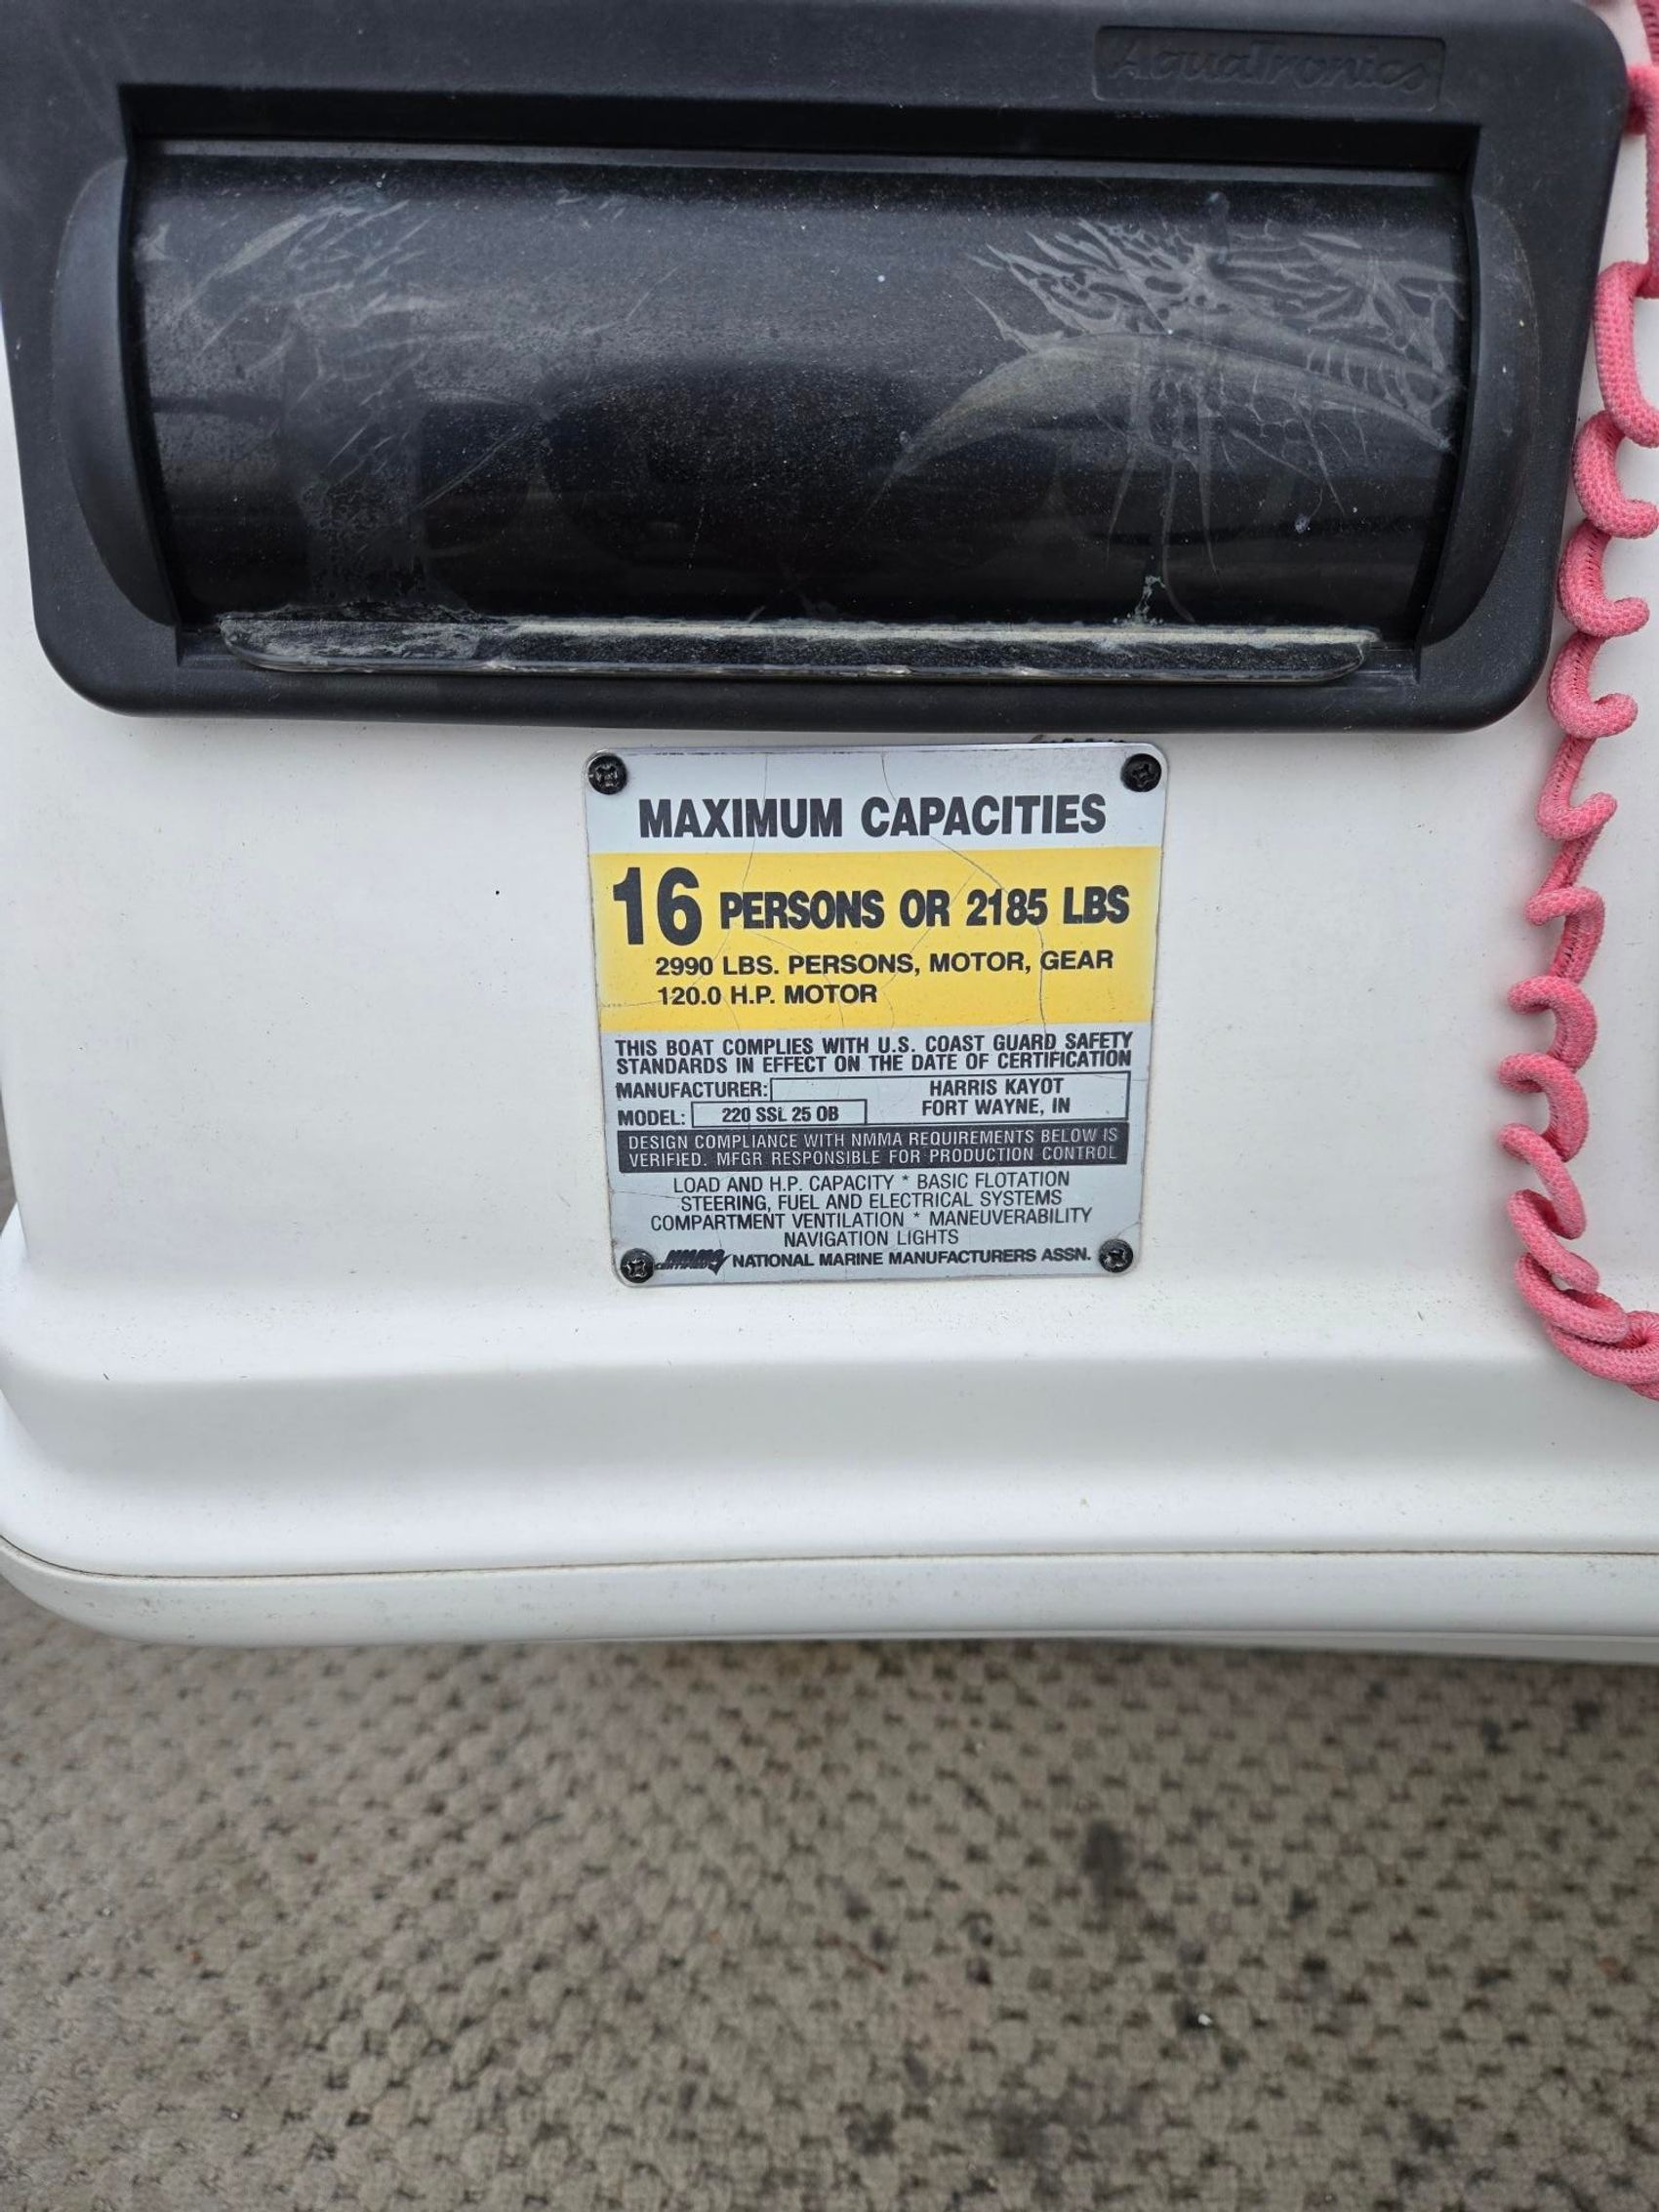 AquaTronics
MAXIMUM CAPACITIES
16 PERSONS OR 2185 LBS
2990 LBS. PERSONS, MOTOR, GEAR
120.0 H.P. MOTOR
THIS BOAT COMPLIES WITH U.S. COAST GUARD SAFETY
STANDARDS IN EFFECT ON THE DATE OF CERTIFICATION
MANUFACTURER: HARRIS KAYOT
FORT WAYNE, IN
MODEL: 220 SSL 25 OB
DESIGN COMPLIANCE WITH NMMA REQUIREMENTS BELOW IS
VERIFIED. MFGR RESPONSIBLE FOR PRODUCTION CONTROL
LOAD AND H.P. CAPACITY * BASIC FLOTATION
STEERING, FUEL AND ELECTRICAL SYSTEMS
COMPARTMENT VENTILATION * MANEUVERABILITY
NAVIGATION LIGHTS
NMMA CERTIFIED NATIONAL MARINE MANUFACTURERS ASSN.